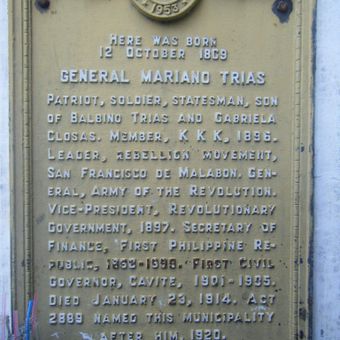 1953
HERE WAS BORN
12 OCTOBER 1869
GENERAL MARIANO TRIAS
PATRIOT, SOLDIER, STATESMAN, SON
OF BALBINO TRIAS AND GABRIELA
CLOSAS. MEMBER, K K K, 1896.
LEADER, REBELLION MOVEMENT,
SAN FRANCISCO DE MALABON. GEN-
ERAL, ARMY OF THE REVOLUTION.
VICE-PRESIDENT, REVOLUTIONARY
GOVERNMENT, 1897. SECRETARY OF
FINANCE, FIRST PHILIPPINE RE-
PUBLIC, FIRST CIVIL
GOVERNOR, CAVITE, 1901-1905.
DIED JANUARY 23, 1914. ACT
2889 NAMED THIS MUNICIPALITY
AFTER HIM, 1920.